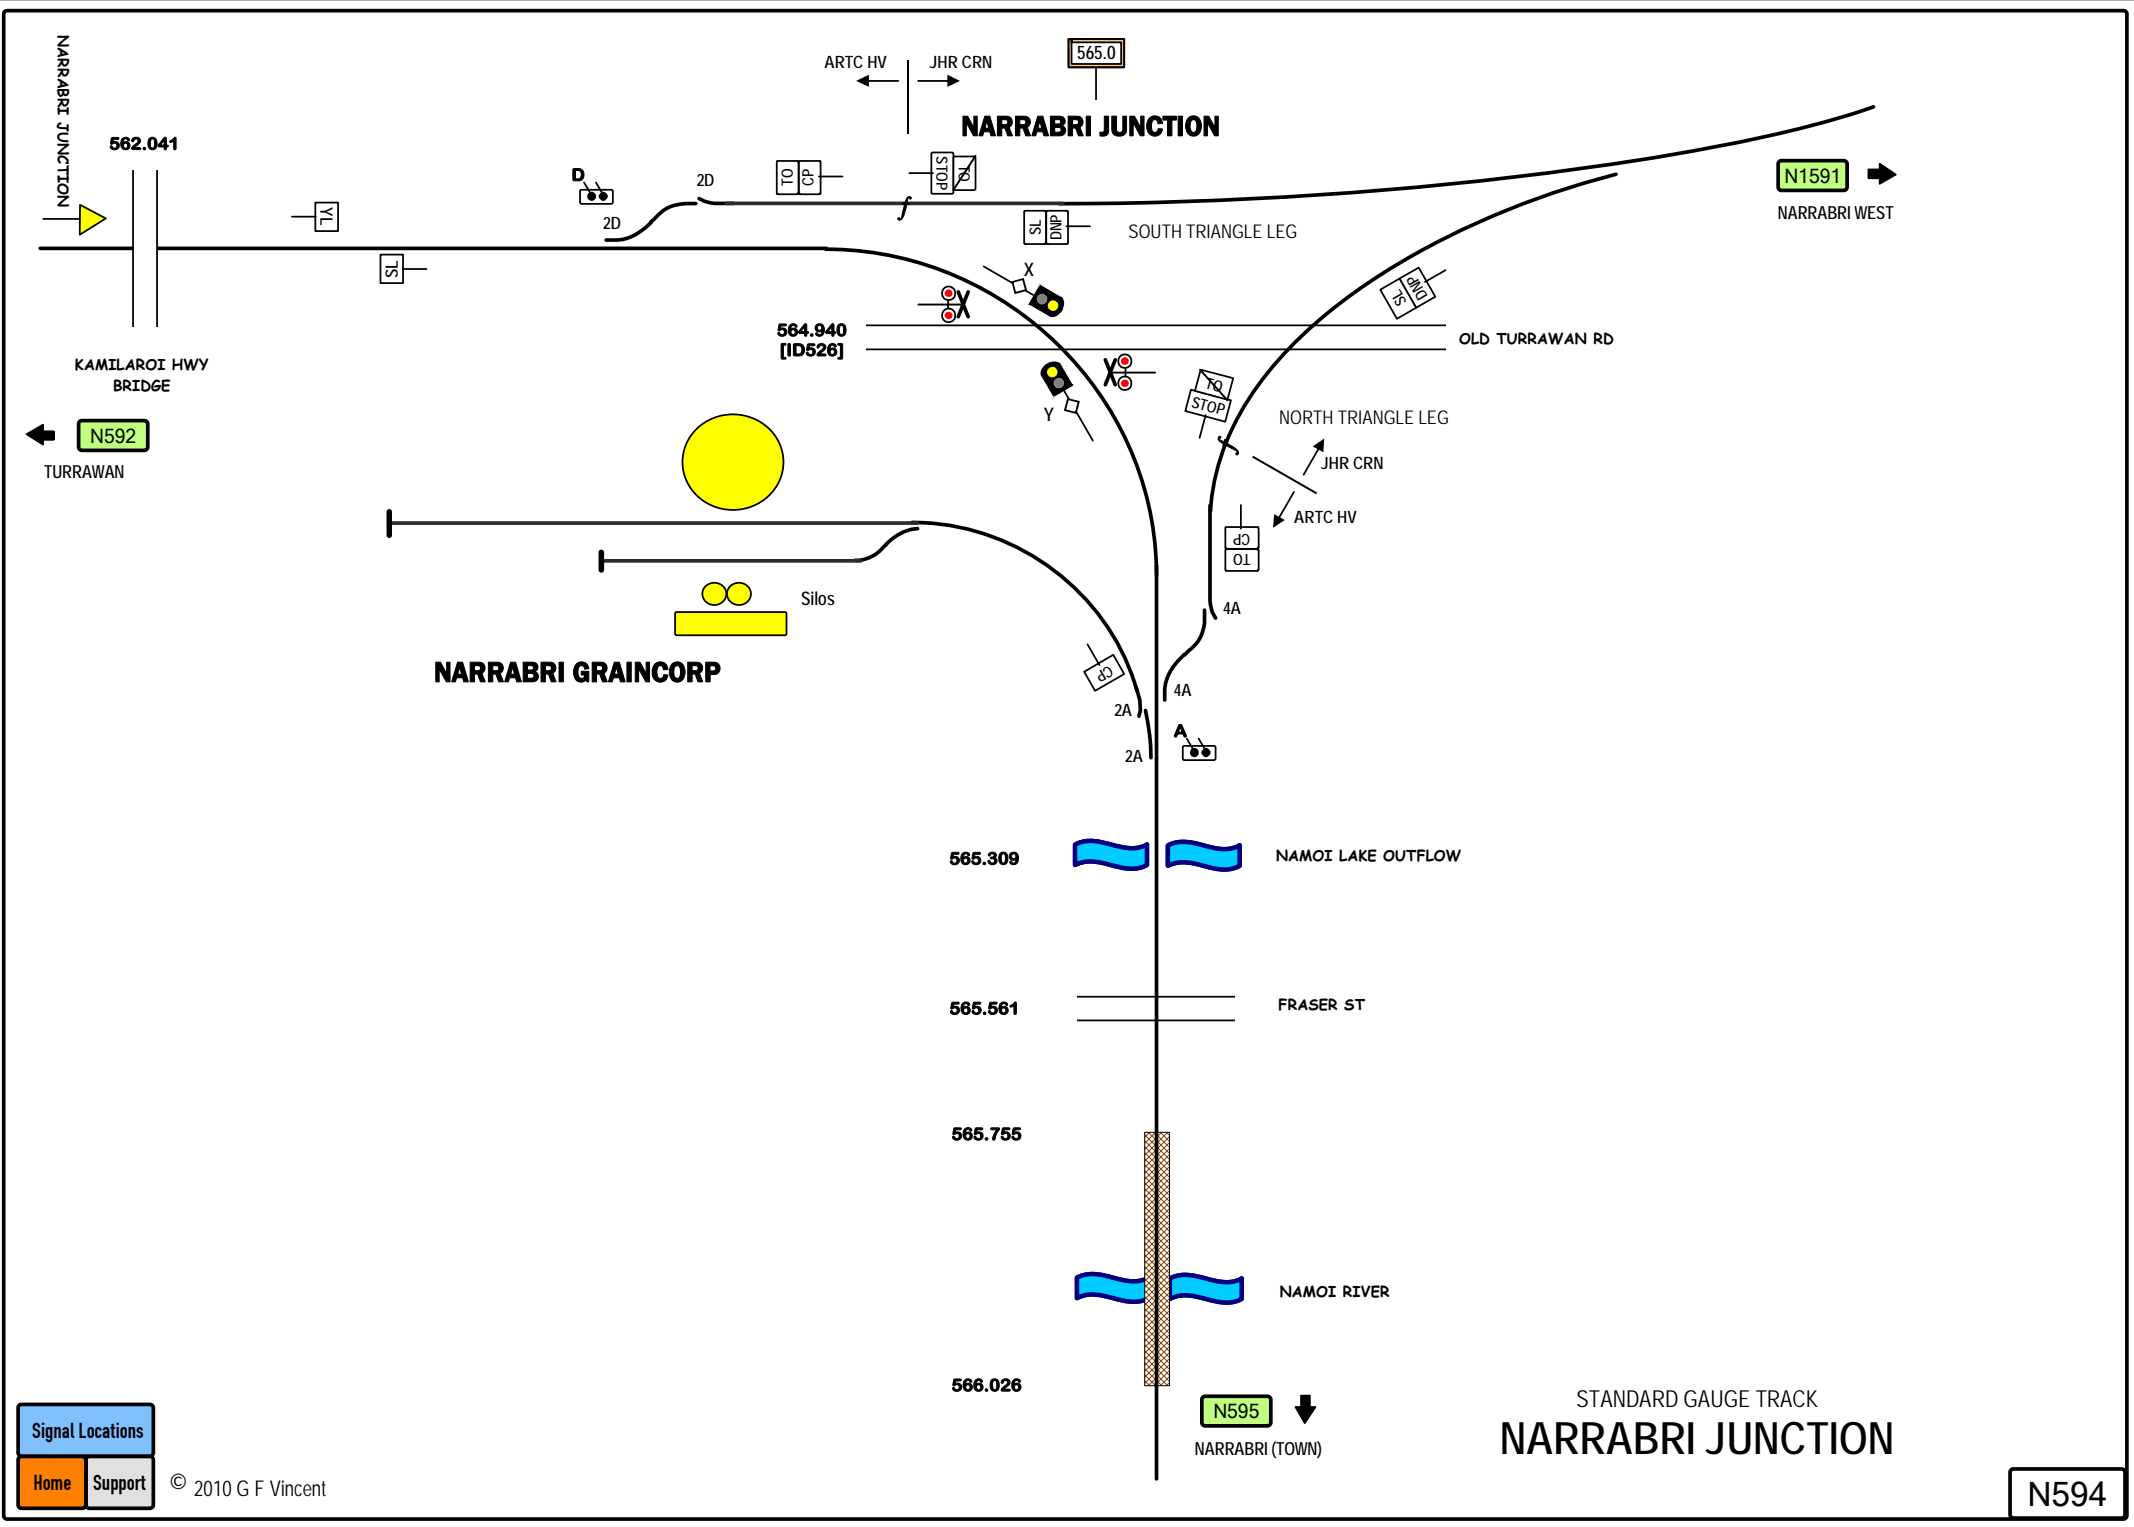 NARRABRI JUNCTION
562.041
ARTC HV
JHR CRN
565.0
NARRABRI JUNCTION
D
2D
2D
TO
CP
STOP
TO
YL
SL
SL
DNP
SOUTH TRIANGLE LEG
N1591
NARRABRI WEST
X
SL
DNP
564.940
[ID526]
OLD TURRAWAN RD
KAMILAROI HWY
BRIDGE
N592
TURRAWAN
Y
TO
STOP
NORTH TRIANGLE LEG
JHR CRN
ARTC HV
CP
TO
Silos
4A
NARRABRI GRAINCORP
CP
4A
2A
A
2A
565.309
NAMOI LAKE OUTFLOW
565.561
FRASER ST
565.755
NAMOI RIVER
566.026
N595
NARRABRI (TOWN)
STANDARD GAUGE TRACK
NARRABRI JUNCTION
Signal Locations
Home
Support
© 2010 G F Vincent
N594